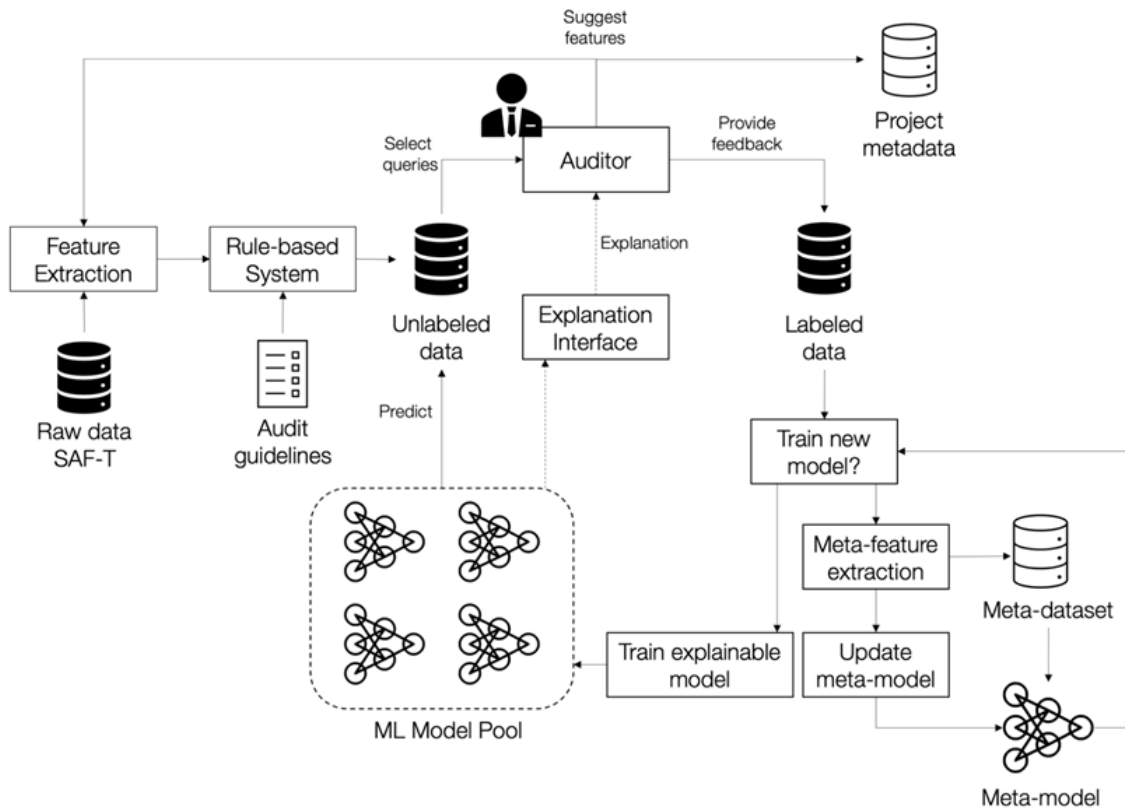 Suggest
features
Project
metadata
Select
queries
Auditor
Provide
feedback
Feature
Extraction
Rule-based
System
Unlabeled
data
Explanation
Explanation
Interface
Labeled
data
Raw data
SAF-T
Audit
guidelines
Predict
Train new
model?
Meta-feature
extraction
Meta-dataset
Train explainable
model
Update
meta-model
ML Model Pool
Meta-model